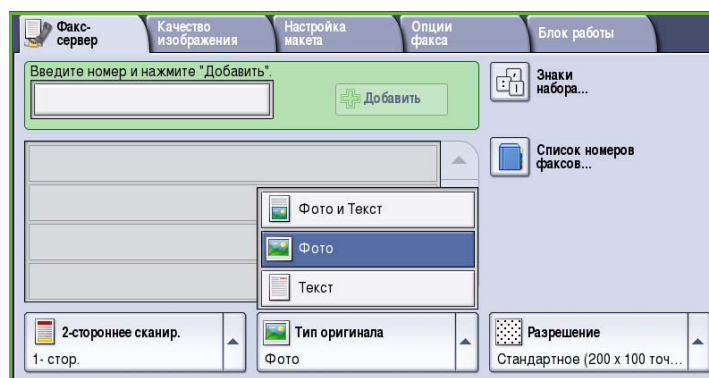 Факс-
сервер
Качество
изображения
Настройка
макета
Опции
факса
Блок работы
Введите номер и нажмите "Добавить".
Добавить
Знаки
набора...
Список номеров
факсов...
Фото и Текст
Фото
Текст
2-стороннее сканир.
1- стор.
Тип оригинала
Фото
Разрешение
Стандартное (200 x 100 точ...